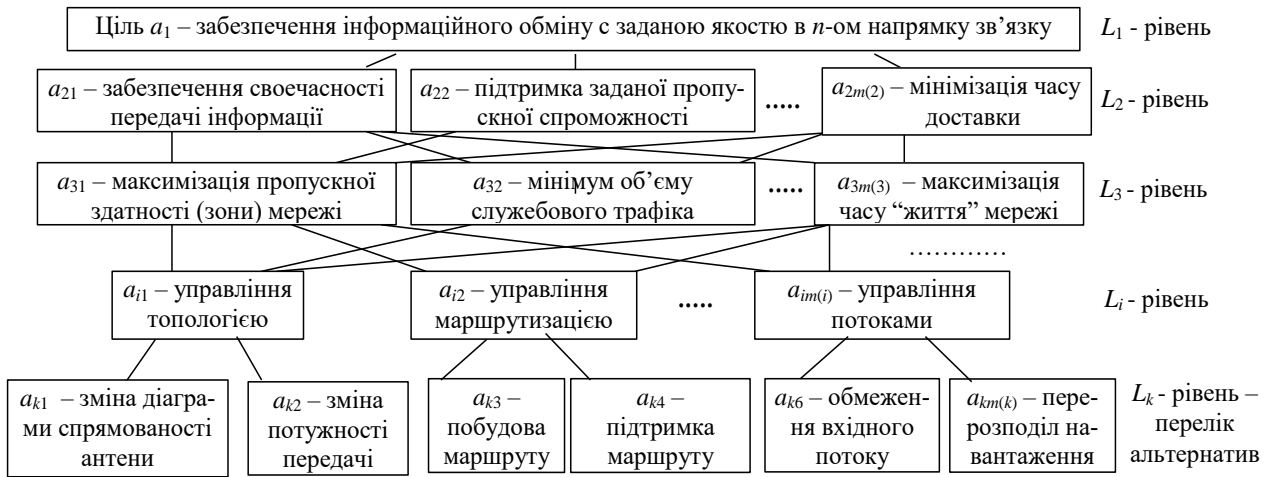 Ціль a1 – забезпечення інформаційного обміну с заданою якостю в n-ом напрямку зв’язку
L1 - рівень
a21 – забезпечення своечасності
передачі інформації
a22 – підтримка заданої пропу-
скної спроможності
.....
a2m(2) – мінімізація часу
доставки
L2 - рівень
a31 – максимізація пропускної
здатності (зони) мережі
a32 – мінімум об’єму
службового трафіка
.....
a3m(3) – максимізація
часу “життя” мережі
L3 - рівень
............
ai1 – управління
топологією
ai2 – управління
маршрутизацією
.....
aim(i) – управління
потоками
Li - рівень
ak1 – зміна діагра-
ми спрямованості
антени
ak2 – зміна
потужності
передачі
ak3 –
побудова
маршруту
ak4 –
підтримка
маршруту
ak6 – обмежен-
ня вхідного
потоку
akm(k) – пере-
розподіл на-
вантаження
Lk - рівень –
перелік
альтернатив